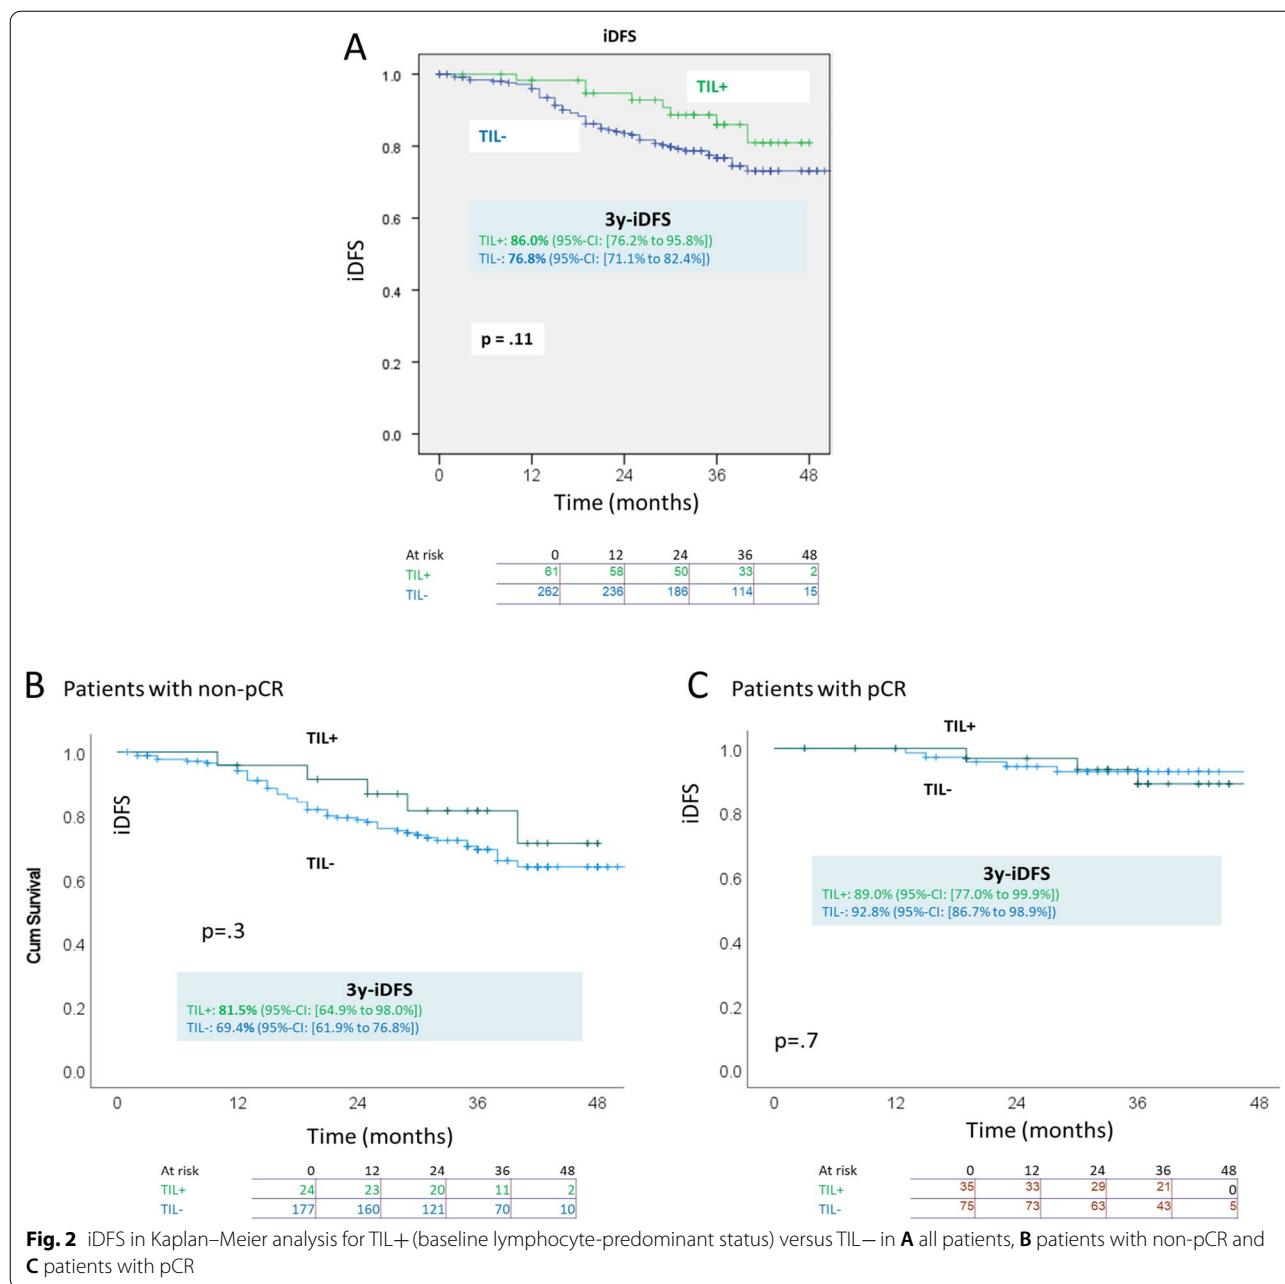 A
iDFS
TIL+
TIL-
1.0
0.8
0.6
0.4
0.2
0.0
iDFS
3y-iDFS
TIL+: 86.0% (95%-CI: [76.2% to 95.8%])
TIL-: 76.8% (95%-CI: [71.1% to 82.4%])
p = .11
0 12 24 36 48
Time (months)
At risk 0 12 24 36 48
TIL+ 61 58 50 33 2
TIL- 262 236 186 114 15
B Patients with non-pCR
TIL+
TIL-
1.0
0.8
0.6
0.4
0.2
0.0
iDFS
Cum Survival
p=.3
3y-iDFS
TIL+: 81.5% (95%-CI: [64.9% to 98.0%])
TIL-: 69.4% (95%-CI: [61.9% to 76.8%])
0 12 24 36 48
Time (months)
At risk 0 12 24 36 48
TIL+ 24 23 20 11 2
TIL- 177 160 121 70 10
C Patients with pCR
TIL+
TIL-
1.0
0.8
0.6
0.4
0.2
0.0
iDFS
3y-iDFS
TIL+: 89.0% (95%-CI: [77.0% to 99.9%])
TIL-: 92.8% (95%-CI: [86.7% to 98.9%])
p=.7
0 12 24 36 48
Time (months)
At risk 0 12 24 36 48
TIL+ 35 33 29 21 0
TIL- 75 73 63 43 5
Fig. 2 iDFS in Kaplan–Meier analysis for TIL+ (baseline lymphocyte-predominant status) versus TIL− in A all patients, B patients with non-pCR and
C patients with pCR